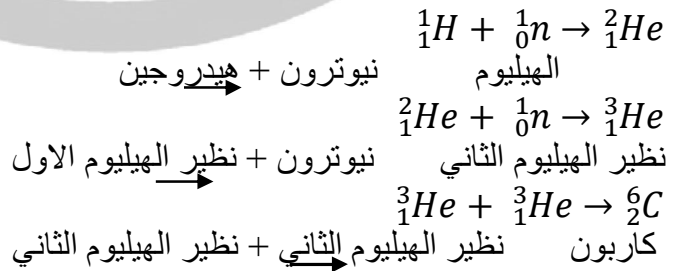 ¹₁H + ¹₀n → ²₁He
هيدروجين + نيوترون الهيليوم
²₁He + ¹₀n → ³₁He
نظير الهيليوم الاول + نيوترون نظير الهيليوم الثاني
³₁He + ³₁He → ⁶₂C
نظير الهيليوم الثاني + نظير الهيليوم الثاني كاربون